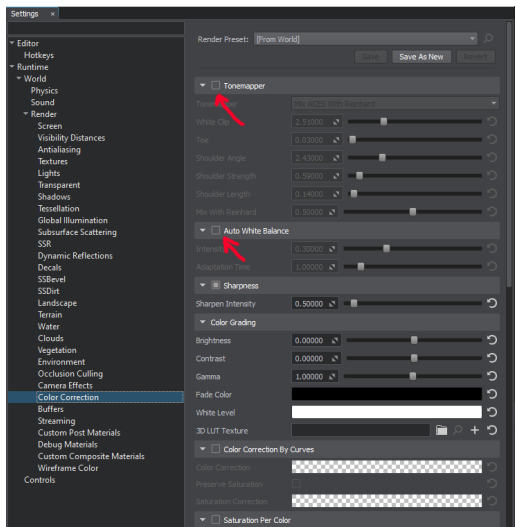 Settings ×
Editor
Hotkeys
Runtime
World
Physics
Sound
Render
Screen
Visibility Distances
Antialiasing
Textures
Lights
Transparent
Shadows
Tessellation
Global Illumination
Subsurface Scattering
SSR
Dynamic Reflections
Decals
SSBevel
SSDirt
Landscape
Terrain
Water
Clouds
Vegetation
Environment
Occlusion Culling
Camera Effects
Color Correction
Buffers
Streaming
Custom Post Materials
Debug Materials
Custom Composite Materials
Wireframe Color
Controls
Render Preset: [From World]
Save Save As New Revert
Tonemapper
Mix ACES With Reinhard
White Clip 2.51000
Toe 0.03000
Shoulder Angle 2.43000
Shoulder Strength 0.59000
Shoulder Length 0.14000
Mix With Reinhard 0.50000
Auto White Balance
Intensity 0.30000
Adaptation Time 1.00000
Sharpness
Sharpen Intensity 0.50000
Color Grading
Brightness 0.00000
Contrast 0.00000
Gamma 1.00000
Fade Color
White Level
3D LUT Texture
Color Correction By Curves
Color Correction
Preserve Saturation
Saturation Correction
Saturation Per Color